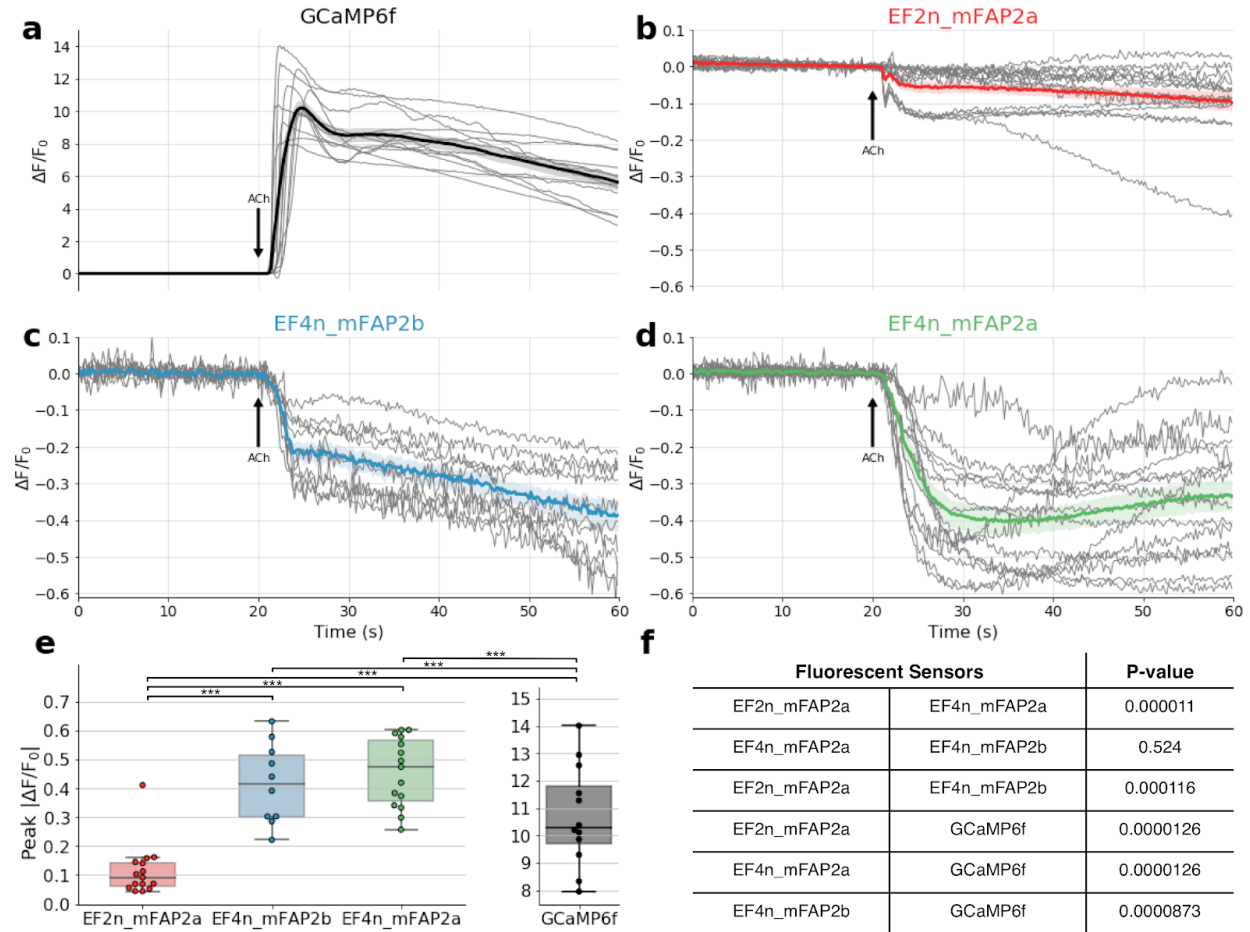 a
GCaMP6f
14
12
10
8
6
4
2
0
ΔF/F0
ACh
b
EF2n_mFAP2a
0.1
0.0
−0.1
−0.2
−0.3
−0.4
−0.5
−0.6
ΔF/F0
ACh
c
EF4n_mFAP2b
0.1
0.0
−0.1
−0.2
−0.3
−0.4
−0.5
−0.6
ΔF/F0
ACh
0 10 20 30 40 50 60
Time (s)
d
EF4n_mFAP2a
0.1
0.0
−0.1
−0.2
−0.3
−0.4
−0.5
−0.6
ΔF/F0
ACh
0 10 20 30 40 50 60
Time (s)
e
***
***
***
***
***
0.7
0.6
0.5
0.4
0.3
0.2
0.1
0.0
Peak |ΔF/F0|
EF2n_mFAP2a EF4n_mFAP2b EF4n_mFAP2a
15
14
13
12
11
10
9
8
GCaMP6f
f
Fluorescent Sensors P-value
EF2n_mFAP2a EF4n_mFAP2a 0.000011
EF4n_mFAP2a EF4n_mFAP2b 0.524
EF2n_mFAP2a EF4n_mFAP2b 0.000116
EF2n_mFAP2a GCaMP6f 0.0000126
EF4n_mFAP2a GCaMP6f 0.0000126
EF4n_mFAP2b GCaMP6f 0.0000873